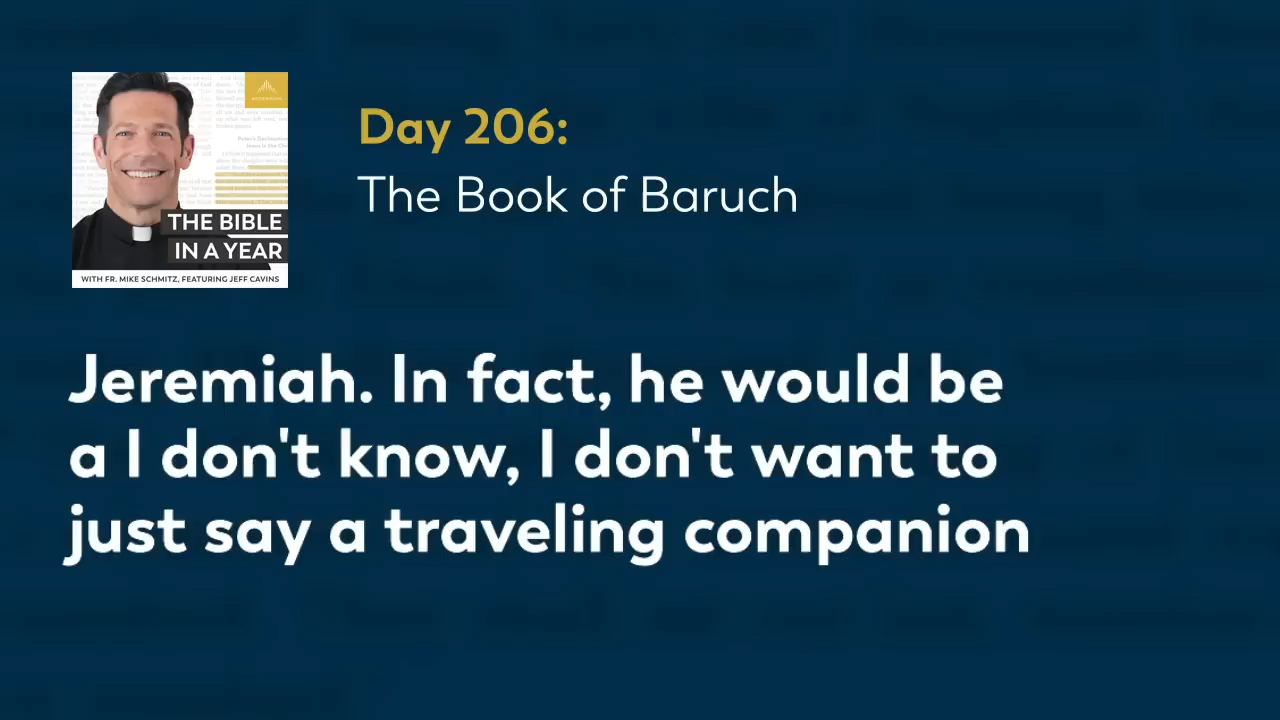 Day 206:
The Book of Baruch
ASCENSION
THE BIBLE
IN A YEAR
WITH FR. MIKE SCHMITZ, FEATURING JEFF CAVINS
Jeremiah. In fact, he would be
a I don't know, I don't want to
just say a traveling companion